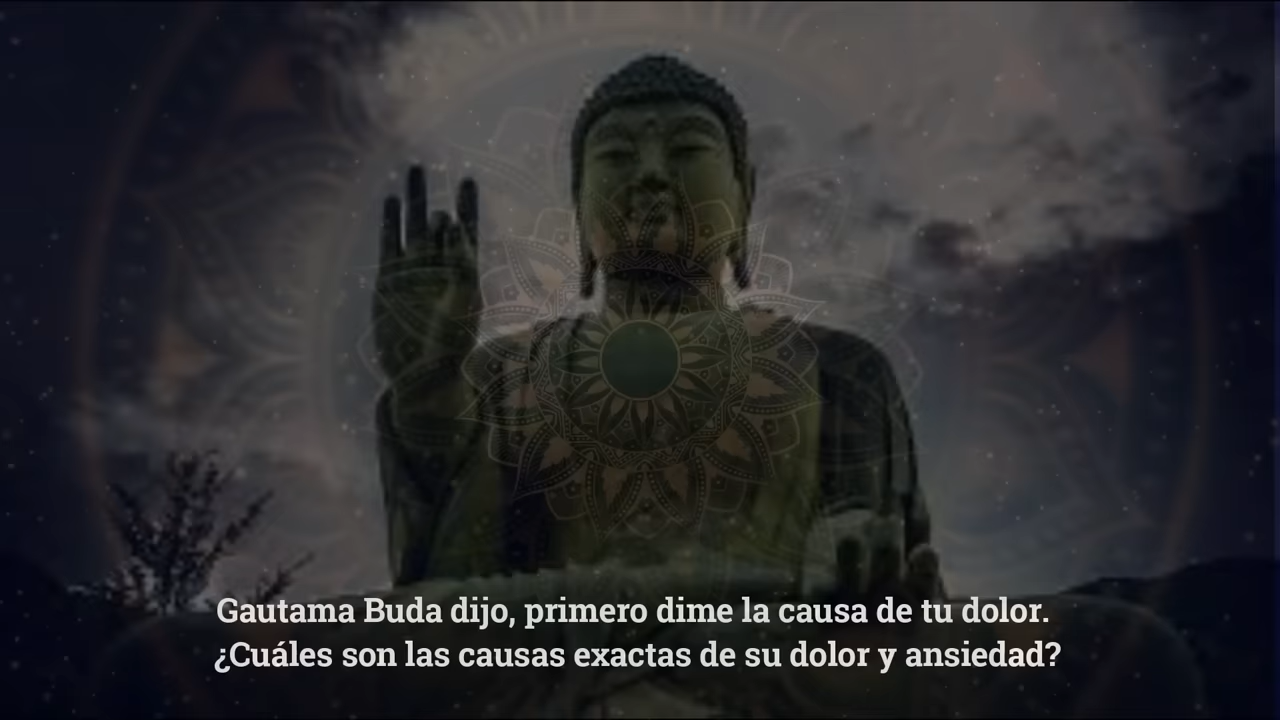 Gautama Buda dijo, primero dime la causa de tu dolor.
¿Cuáles son las causas exactas de su dolor y ansiedad?